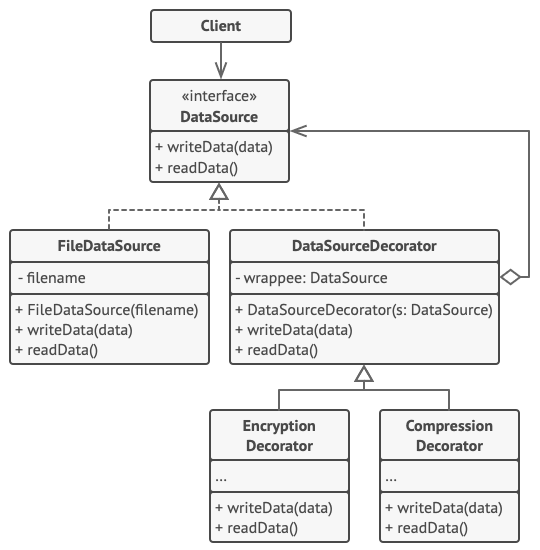 Client
«interface»
DataSource
+ writeData(data)
+ readData()
FileDataSource
- filename
+ FileDataSource(filename)
+ writeData(data)
+ readData()
DataSourceDecorator
- wrappee: DataSource
+ DataSourceDecorator(s: DataSource)
+ writeData(data)
+ readData()
Encryption
Decorator
...
+ writeData(data)
+ readData()
Compression
Decorator
...
+ writeData(data)
+ readData()